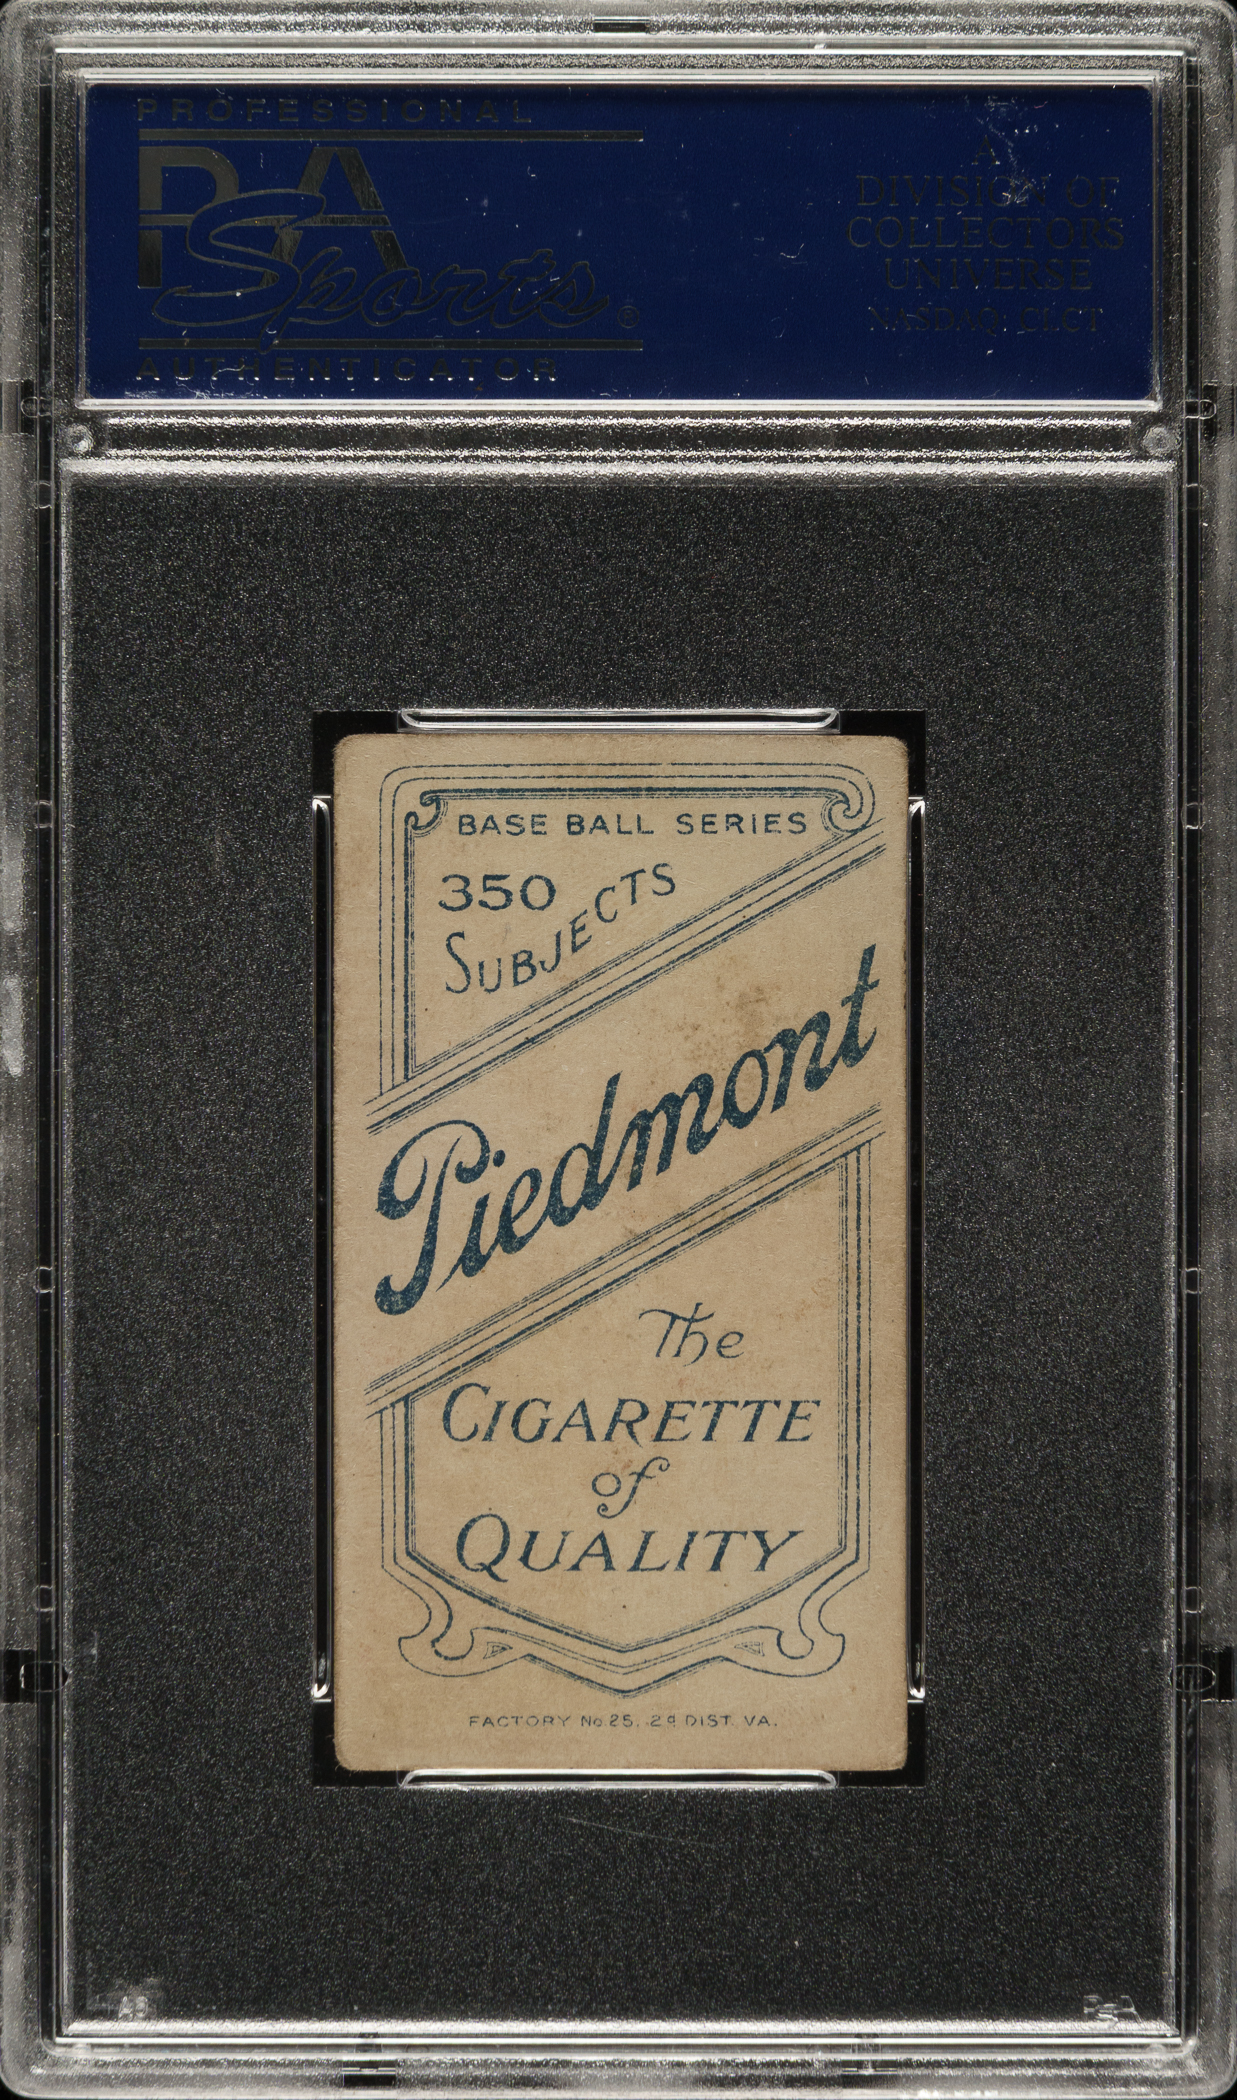 PROFESSIONAL
PSA
Sports®
AUTHENTICATOR
A
DIVISION OF
COLLECTORS
UNIVERSE
NASDAQ: CLCT
BASE BALL SERIES
350
SUBJECTS
Piedmont
The
CIGARETTE
of
QUALITY
FACTORY No 25, 2d DIST. VA.
PSA